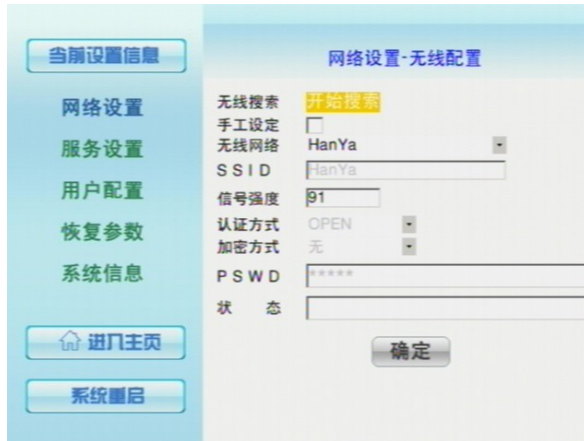 当前设置信息
网络设置
服务设置
用户配置
恢复参数
系统信息
进入主页
系统重启
网络设置-无线配置
无线搜索 开始搜索
手工设定
无线网络 HanYa
SSID HanYa
信号强度 91
认证方式 OPEN
加密方式 无
PSWD *****
状 态
确定